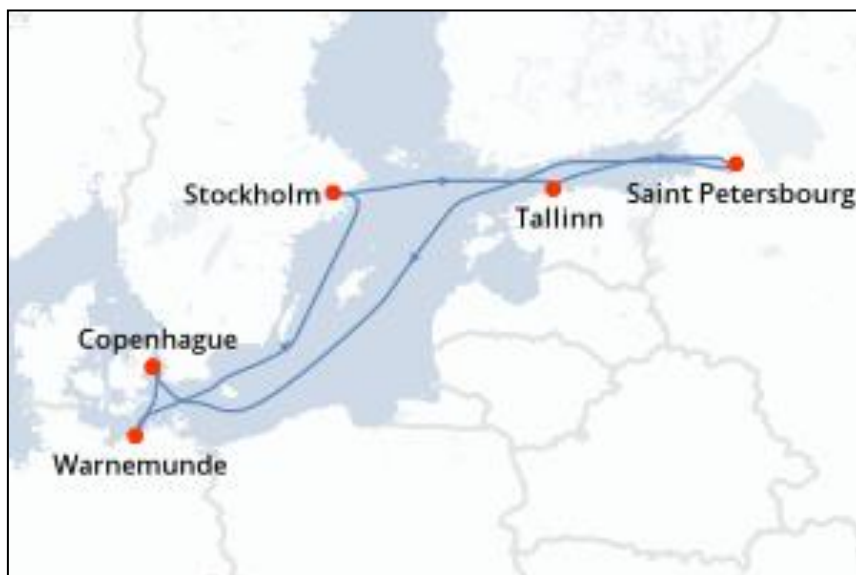 Stockholm
Saint Petersbourg
Tallinn
Copenhague
Warnemunde